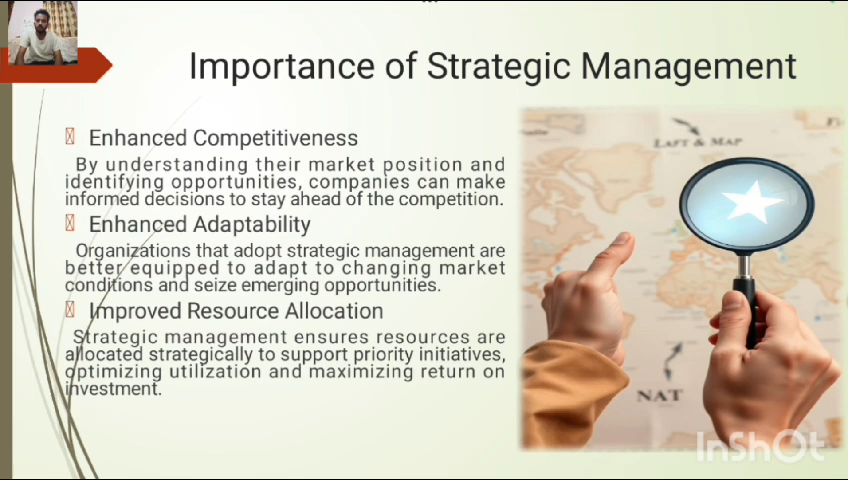 Importance of Strategic Management
Enhanced Competitiveness
By understanding their market position and
identifying opportunities, companies can make
informed decisions to stay ahead of the competition.
Enhanced Adaptability
Organizations that adopt strategic management are
better equipped to adapt to changing market
conditions and seize emerging opportunities.
Improved Resource Allocation
Strategic management ensures resources are
allocated strategically to support priority initiatives,
optimizing utilization and maximizing return on
investment.
LAFT & MAP
NAT
InShOt